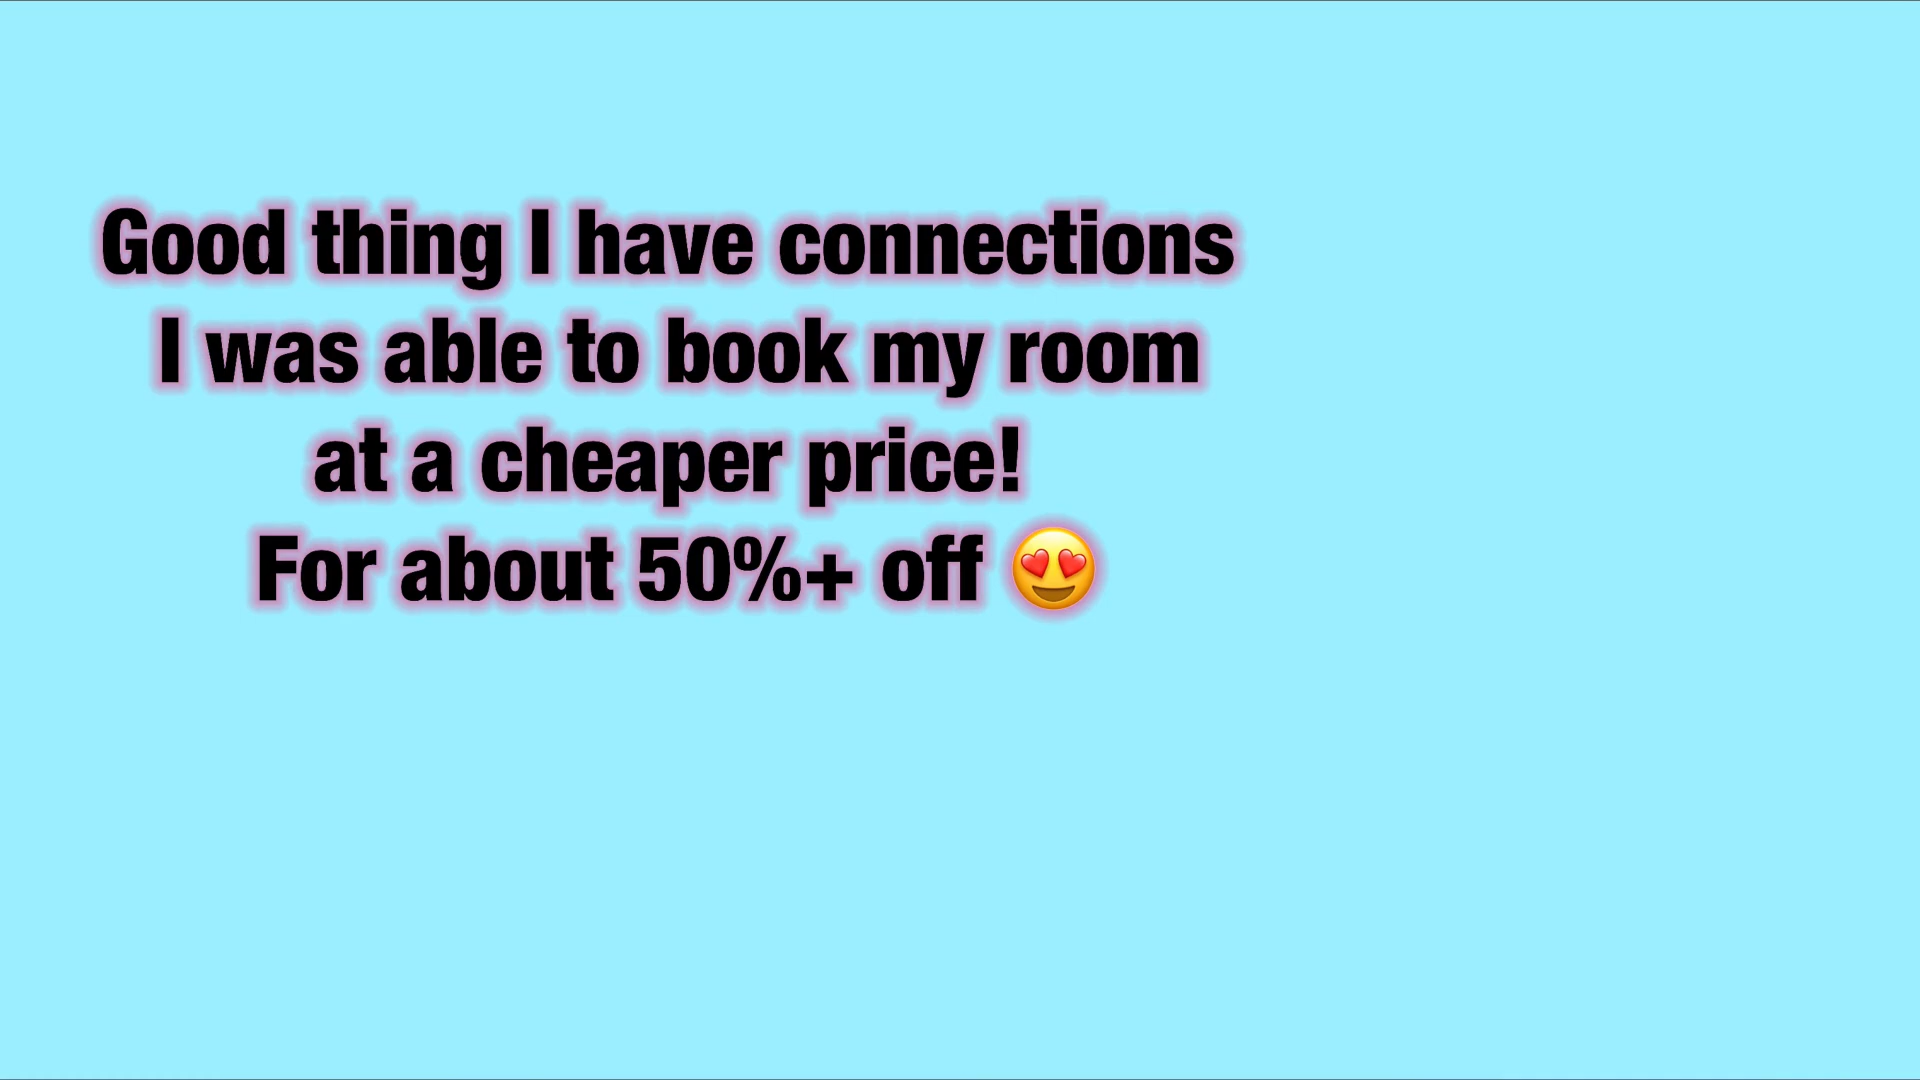 Good thing I have connections
I was able to book my room
at a cheaper price!
For about 50%+ off 😍